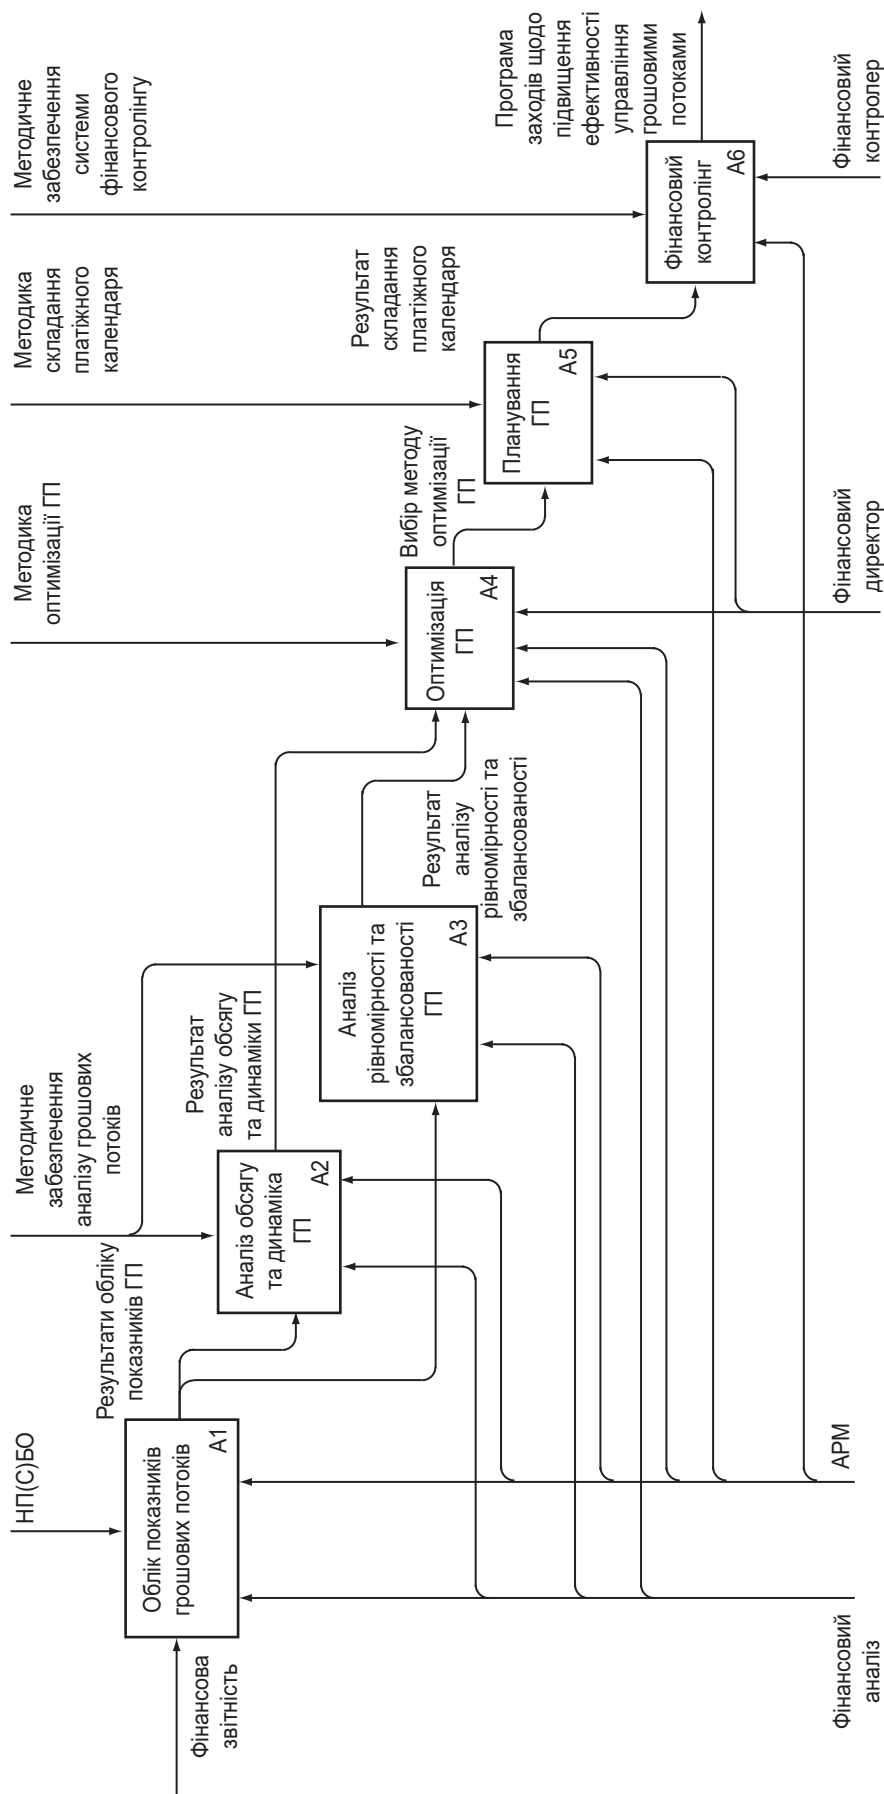 НП(С)БО
Методичне
забезпечення
аналізу грошових
потоків
Методика
оптимізації ГП
Методика
складання
платіжного
календаря
Методичне
забезпечення
системи
фінансового
контролінгу
Фінансова
звітність
Облік показників
грошових потоків
А1
Результати обліку
показників ГП
Аналіз обсягу
та динаміка
ГП
А2
Результат
аналізу обсягу
та динаміки ГП
Аналіз
рівномірності та
збалансованості
ГП
А3
Результат
аналізу
рівномірності та
збалансованості
Оптимізація
ГП
А4
Вибір методу
оптимізації
ГП
Планування
ГП
А5
Результат
складання
платіжного
календаря
Фінансовий
контролінг
А6
Програма
заходів щодо
підвищення
ефективності
управління
грошовими
потоками
Фінансовий
аналіз
АРМ
Фінансовий
директор
Фінансовий
контролер